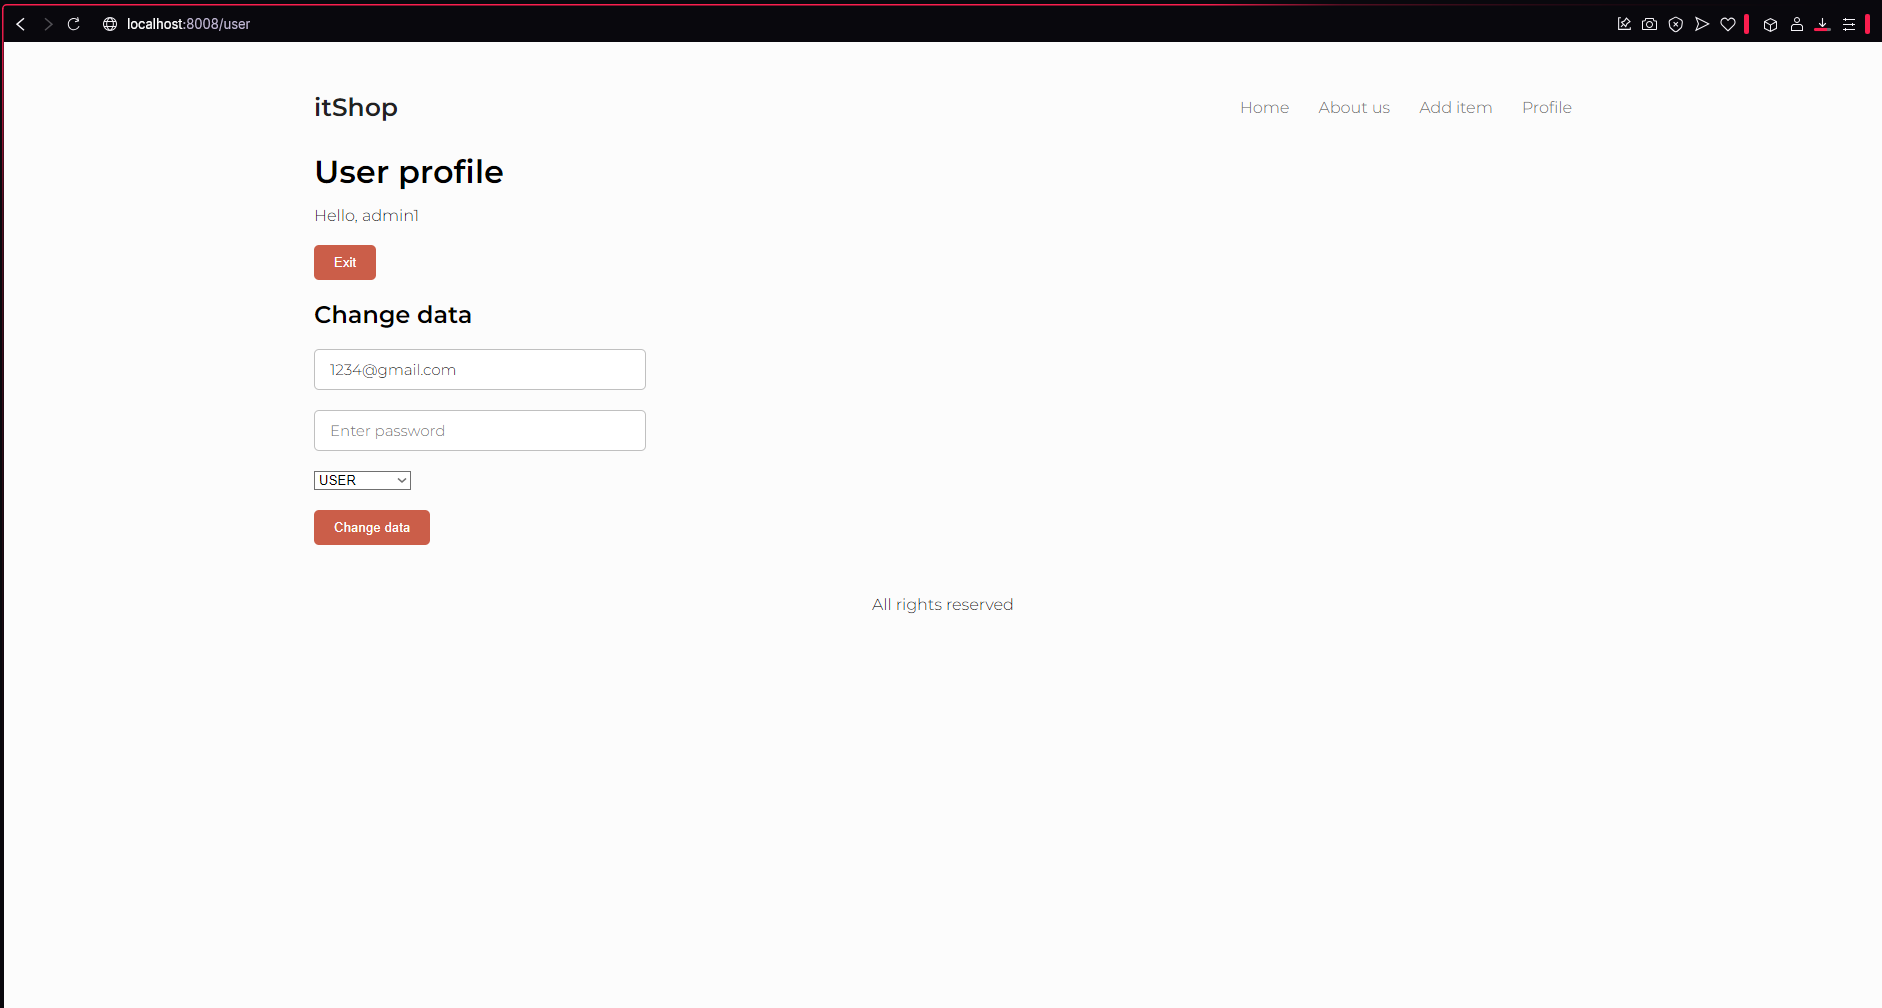 localhost:8008/user
itShop
Home About us Add item Profile
User profile
Hello, admin1
Exit
Change data
1234@gmail.com
Enter password
USER
Change data
All rights reserved